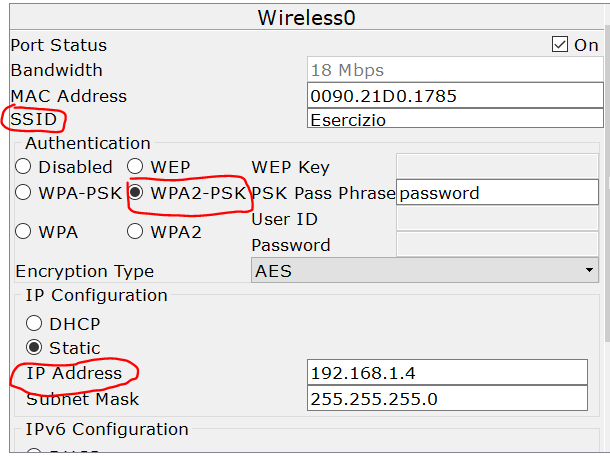 Wireless0
Port Status On
Bandwidth 18 Mbps
MAC Address 0090.21D0.1785
SSID Esercizio
Authentication
Disabled WEP WEP Key
WPA-PSK WPA2-PSK PSK Pass Phrase password
User ID
WPA WPA2
Password
Encryption Type AES
IP Configuration
DHCP
Static
IP Address 192.168.1.4
Subnet Mask 255.255.255.0
IPv6 Configuration